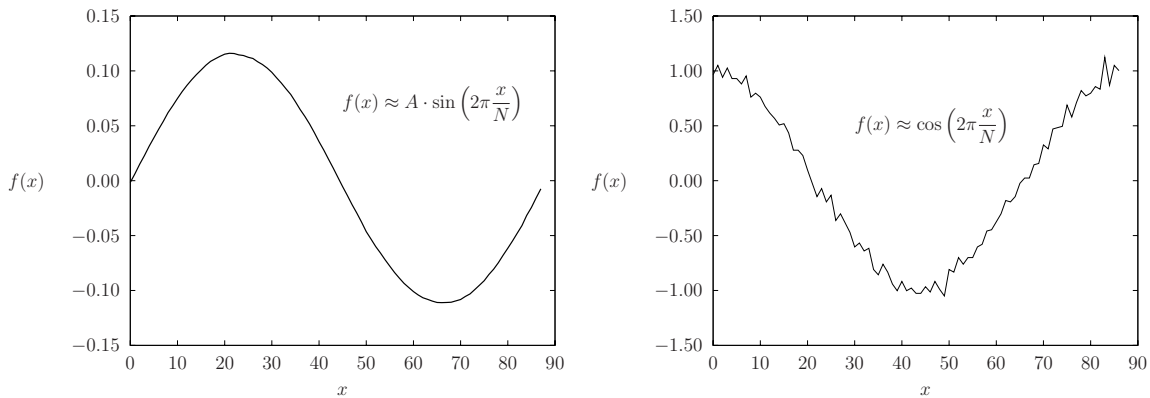 0.15
0.10
0.05
0.00
−0.05
−0.10
−0.15
f(x)
f(x) ≈ A · sin (2π x/N)
0 10 20 30 40 50 60 70 80 90
x
1.50
1.00
0.50
0.00
−0.50
−1.00
−1.50
f(x)
f(x) ≈ cos (2π x/N)
0 10 20 30 40 50 60 70 80 90
x